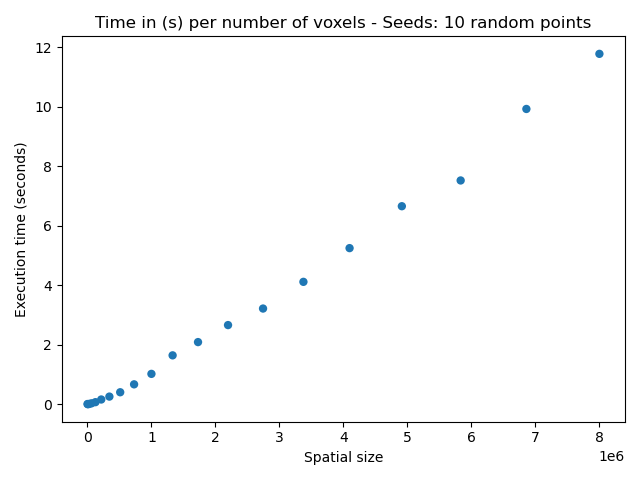 Time in (s) per number of voxels - Seeds: 10 random points
12
10
8
6
4
2
0
Execution time (seconds)
0 1 2 3 4 5 6 7 8
1e6
Spatial size